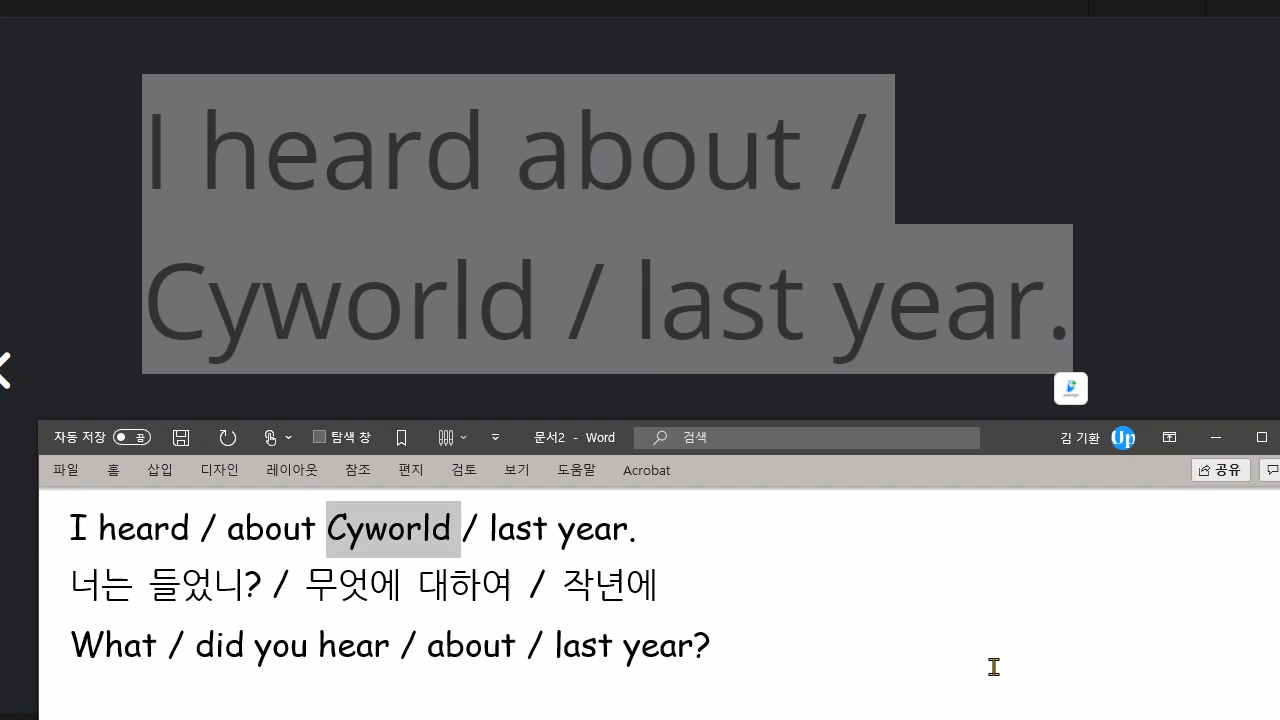 I heard about /
Cyworld / last year.
자동 저장 끔 탐색 창 문서2 - Word 검색 김 기환 Up
파일 홈 삽입 디자인 레이아웃 참조 편지 검토 보기 도움말 Acrobat 공유
I heard / about Cyworld / last year.
너는 들었니? / 무엇에 대하여 / 작년에
What / did you hear / about / last year?